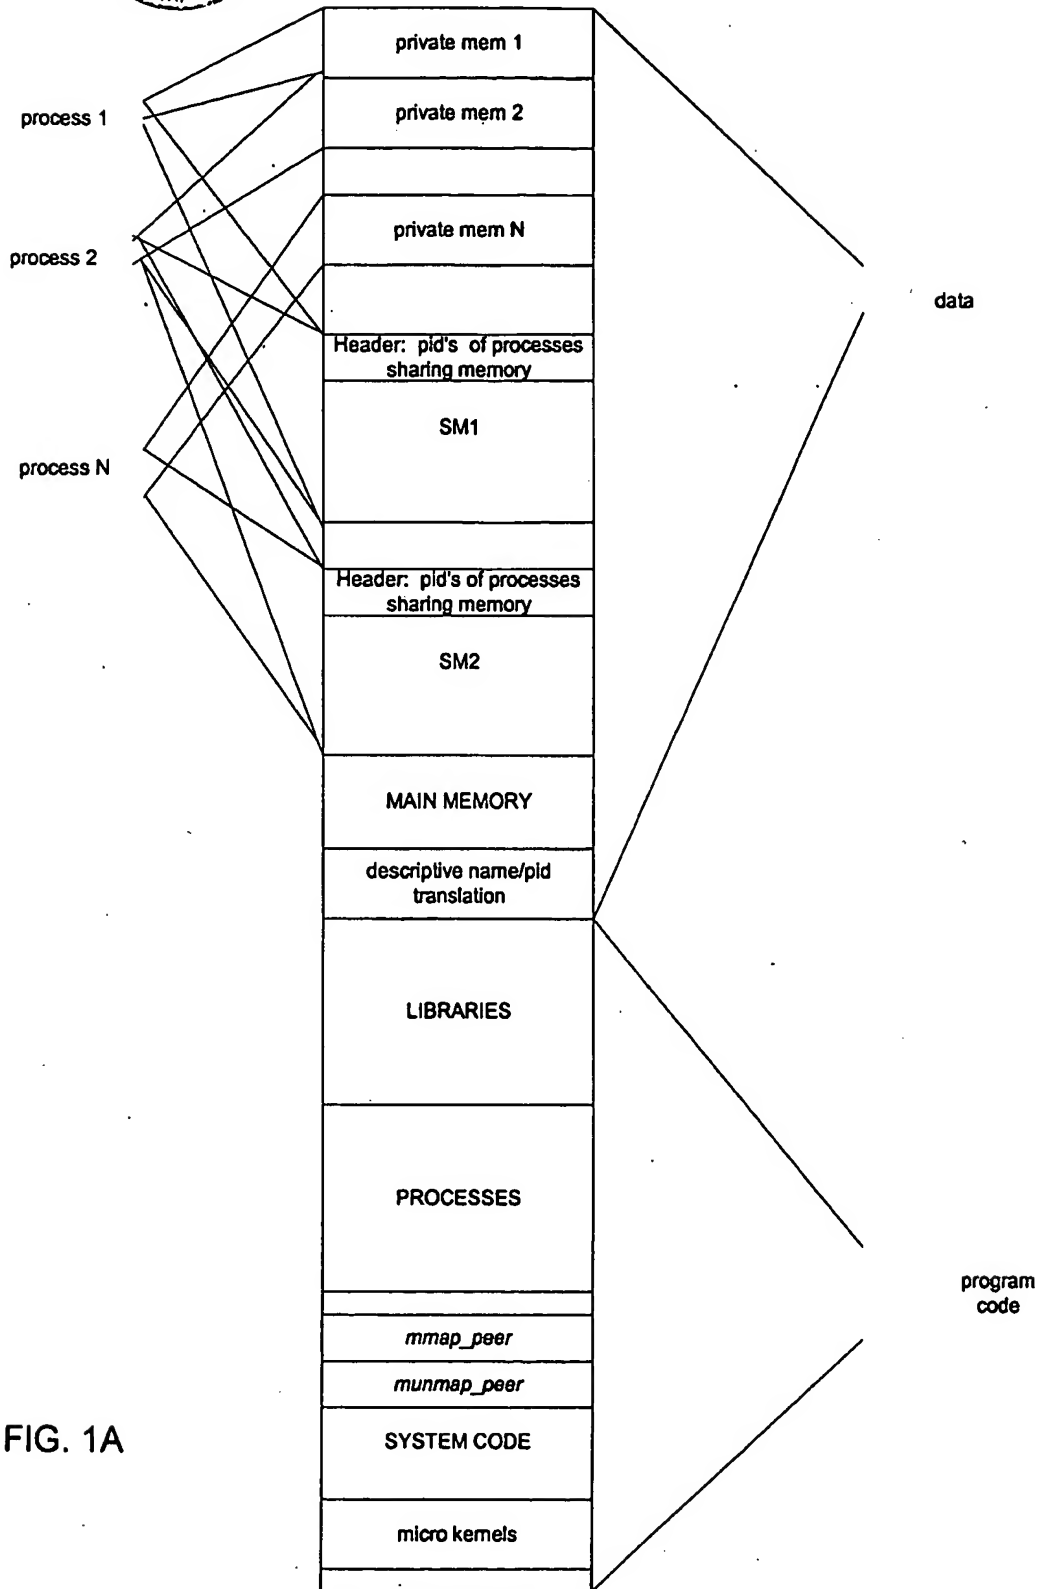 private mem 1
process 1
private mem 2
private mem N
process 2
data
Header: pid's of processes
sharing memory
SM1
process N
Header: pid's of processes
sharing memory
SM2
MAIN MEMORY
descriptive name/pid
translation
LIBRARIES
PROCESSES
program
code
mmap_peer
munmap_peer
FIG. 1A
SYSTEM CODE
micro kernels